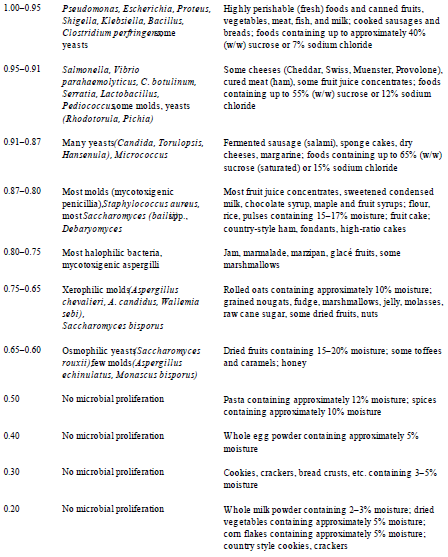 1.00–0.95 Pseudomonas, Escherichia, Proteus, Highly perishable (fresh) foods and canned fruits,
Shigella, Klebsiella, Bacillus, vegetables, meat, fish, and milk; cooked sausages and
Clostridium perfringens, some breads; foods containing up to approximately 40%
yeasts (w/w) sucrose or 7% sodium chloride
0.95–0.91 Salmonella, Vibrio Some cheeses (Cheddar, Swiss, Muenster, Provolone),
parahaemolyticus, C. botulinum, cured meat (ham), some fruit juice concentrates; foods
Serratia, Lactobacillus, containing up to 55% (w/w) sucrose or 12% sodium
Pediococcus, some molds, yeasts chloride
(Rhodotorula, Pichia)
0.91–0.87 Many yeasts (Candida, Torulopsis, Fermented sausage (salami), sponge cakes, dry
Hansenula), Micrococcus cheeses, margarine; foods containing up to 65% (w/w)
sucrose (saturated) or 15% sodium chloride
0.87–0.80 Most molds (mycotoxigenic Most fruit juice concentrates, sweetened condensed
penicillia), Staphylococcus aureus, milk, chocolate syrup, maple and fruit syrups; flour,
most Saccharomyces (bailii) spp., rice, pulses containing 15–17% moisture; fruit cake;
Debaryomyces country-style ham, fondants, high-ratio cakes
0.80–0.75 Most halophilic bacteria, Jam, marmalade, marzipan, glacé fruits, some
mycotoxigenic aspergilli marshmallows
0.75–0.65 Xerophilic molds (Aspergillus Rolled oats containing approximately 10% moisture;
chevalieri, A. candidus, Wallemia grained nougats, fudge, marshmallows, jelly, molasses,
sebi), raw cane sugar, some dried fruits, nuts
Saccharomyces bisporus
0.65–0.60 Osmophilic yeasts (Saccharomyces Dried fruits containing 15–20% moisture; some toffees
rouxii) few molds (Aspergillus and caramels; honey
echinulatus, Monascus bisporus)
0.50 No microbial proliferation Pasta containing approximately 12% moisture; spices
containing approximately 10% moisture
0.40 No microbial proliferation Whole egg powder containing approximately 5%
moisture
0.30 No microbial proliferation Cookies, crackers, bread crusts, etc. containing 3–5%
moisture
0.20 No microbial proliferation Whole milk powder containing 2–3% moisture; dried
vegetables containing approximately 5% moisture;
corn flakes containing approximately 5% moisture;
country style cookies, crackers